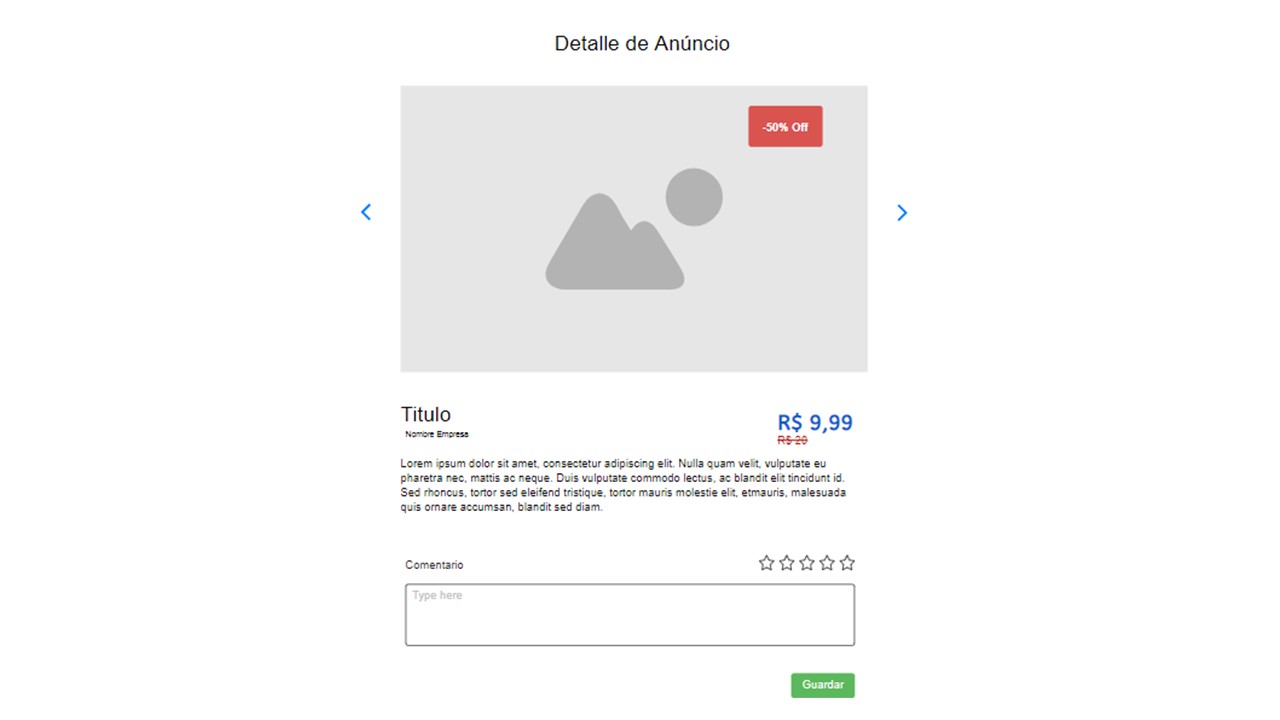 Detalle de Anúncio
-50% Off
Titulo
R$ 9,99
Nombre Empresa
R$ 20
Lorem ipsum dolor sit amet, consectetur adipiscing elit. Nulla quam velit, vulputate eu
pharetra nec, mattis ac neque. Duis vulputate commodo lectus, ac blandit elit tincidunt id.
Sed rhoncus, tortor sed eleifend tristique, tortor mauris molestie elit, etmauris, malesuada
quis ornare accumsan, blandit sed diam.
Comentario
Type here
Guardar